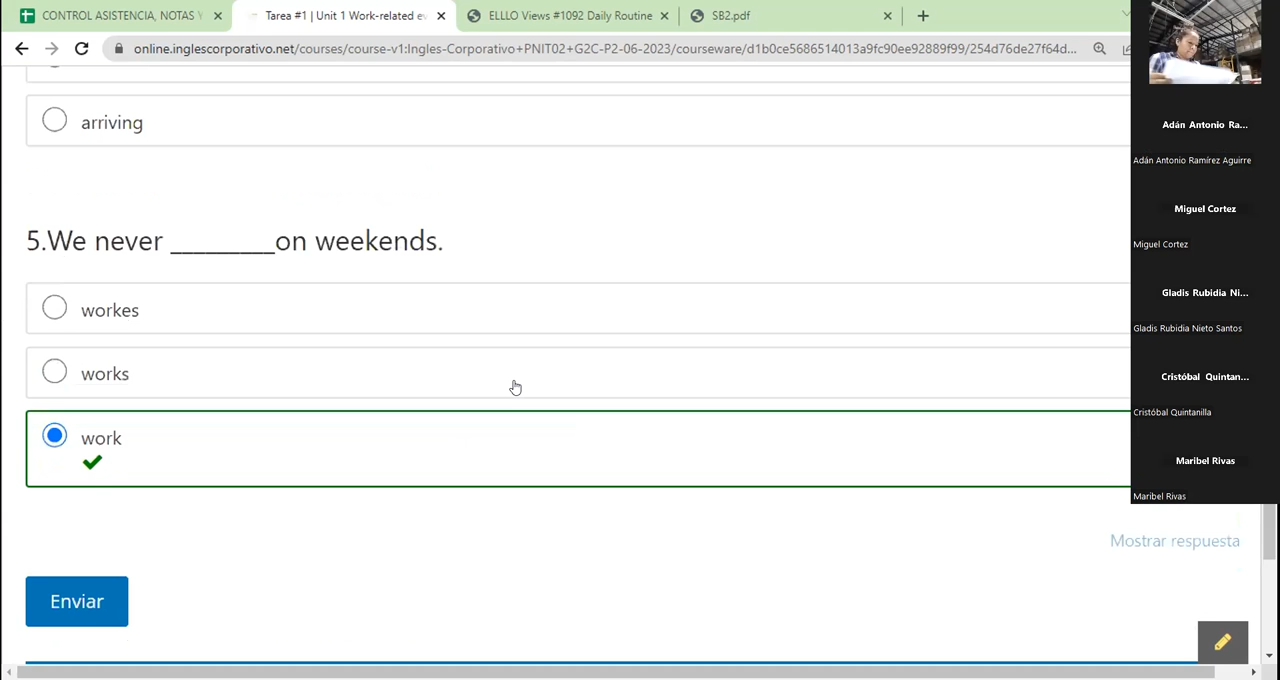 CONTROL ASISTENCIA, NOTAS Y
Tarea #1 | Unit 1 Work-related ev
ELLLO Views #1092 Daily Routine
SB2.pdf
online.inglescorporativo.net/courses/course-v1:Ingles-Corporativo+PNIT02+G2C-P2-06-2023/courseware/d1b0ce5686514013a9fc90ee92889f99/254d76de27f64d...
arriving
5.We never _________on weekends.
workes
works
work
Mostrar respuesta
Enviar
Adán Antonio Ra...
Adán Antonio Ramírez Aguirre
Miguel Cortez
Miguel Cortez
Gladis Rubidia Ni...
Gladis Rubidia Nieto Santos
Cristóbal Quintan...
Cristóbal Quintanilla
Maribel Rivas
Maribel Rivas